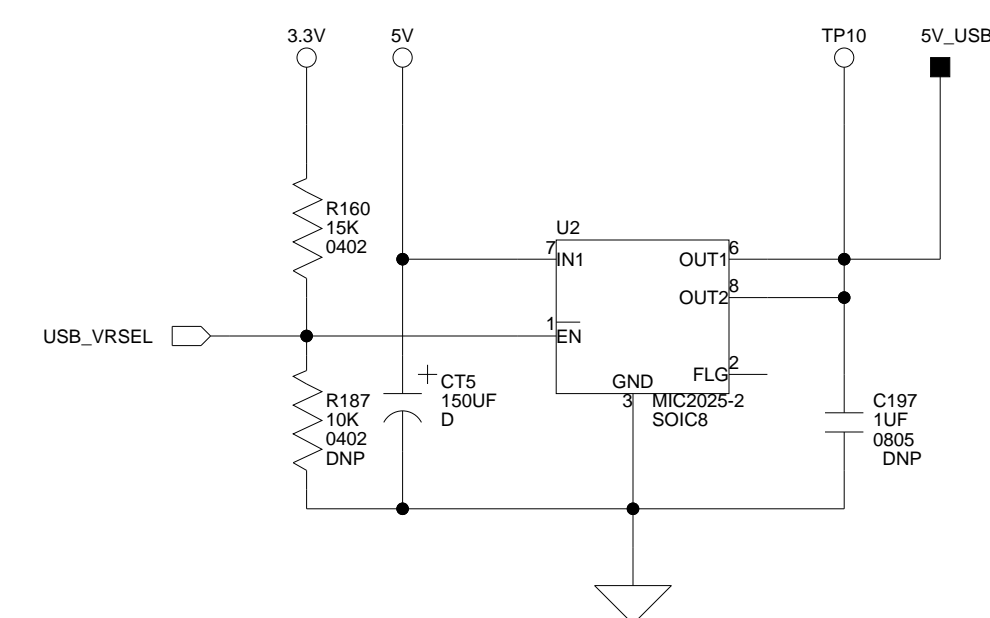 3.3V
5V
TP10
5V_USB
R160
15K
0402
U2
7
IN1
OUT1
6
OUT2
8
USB_VRSEL
1
EN
FLG
2
GND
3
MIC2025-2
SOIC8
CT5
150UF
D
R187
10K
0402
DNP
C197
1UF
0805
DNP